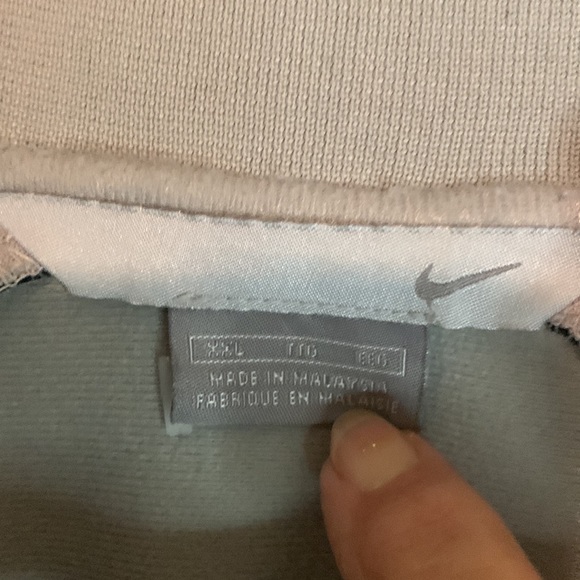 XXL TTG EEG
MADE IN MALAYSIA
FABRIQUE EN MALAISIE